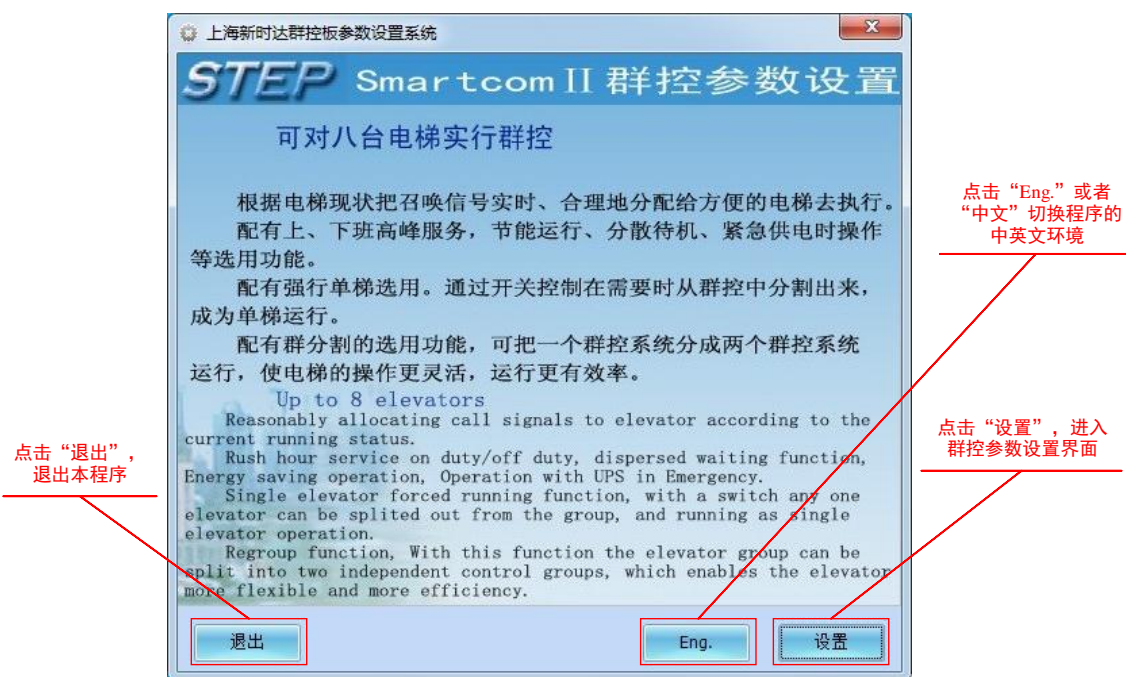 上海新时达群控板参数设置系统
STEP SmartcomⅡ群控参数设置
可对八台电梯实行群控
根据电梯现状把召唤信号实时、合理地分配给方便的电梯去执行。
配有上、下班高峰服务，节能运行、分散待机、紧急供电时操作
等选用功能。
配有强行单梯选用。通过开关控制在需要时从群控中分割出来，
成为单梯运行。
配有群分割的选用功能，可把一个群控系统分成两个群控系统
运行，使电梯的操作更灵活，运行更有效率。
Up to 8 elevators
Reasonably allocating call signals to elevator according to the
current running status.
Rush hour service on duty/off duty, dispersed waiting function,
Energy saving operation, Operation with UPS in Emergency.
Single elevator forced running function, with a switch any one
elevator can be splited out from the group, and running as single
elevator operation.
Regroup function, With this function the elevator group can be
split into two independent control groups, which enables the elevator
more flexible and more efficiency.
退出
Eng.
设置
点击“退出”，
退出本程序
点击“Eng.”或者
“中文”切换程序的
中英文环境
点击“设置”，进入
群控参数设置界面